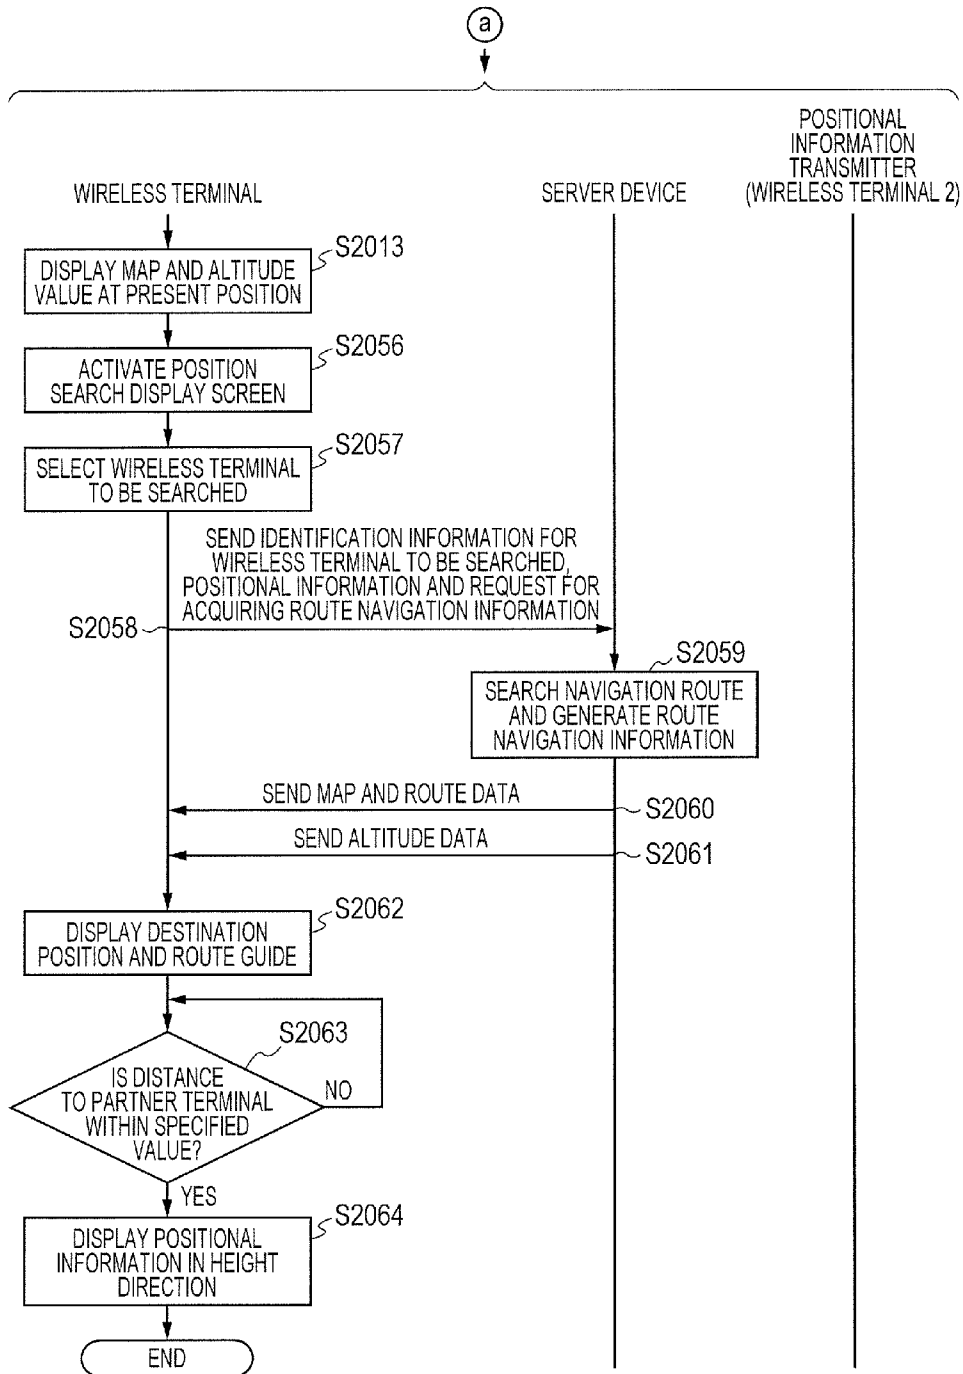 a
POSITIONAL
INFORMATION
TRANSMITTER
(WIRELESS TERMINAL 2)
WIRELESS TERMINAL
SERVER DEVICE
S2013
DISPLAY MAP AND ALTITUDE
VALUE AT PRESENT POSITION
S2056
ACTIVATE POSITION
SEARCH DISPLAY SCREEN
S2057
SELECT WIRELESS TERMINAL
TO BE SEARCHED
SEND IDENTIFICATION INFORMATION FOR
WIRELESS TERMINAL TO BE SEARCHED,
POSITIONAL INFORMATION AND REQUEST FOR
ACQUIRING ROUTE NAVIGATION INFORMATION
S2058
S2059
SEARCH NAVIGATION ROUTE
AND GENERATE ROUTE
NAVIGATION INFORMATION
SEND MAP AND ROUTE DATA
S2060
SEND ALTITUDE DATA
S2061
S2062
DISPLAY DESTINATION
POSITION AND ROUTE GUIDE
S2063
IS DISTANCE
TO PARTNER TERMINAL
WITHIN SPECIFIED
VALUE?
NO
YES
S2064
DISPLAY POSITIONAL
INFORMATION IN HEIGHT
DIRECTION
END